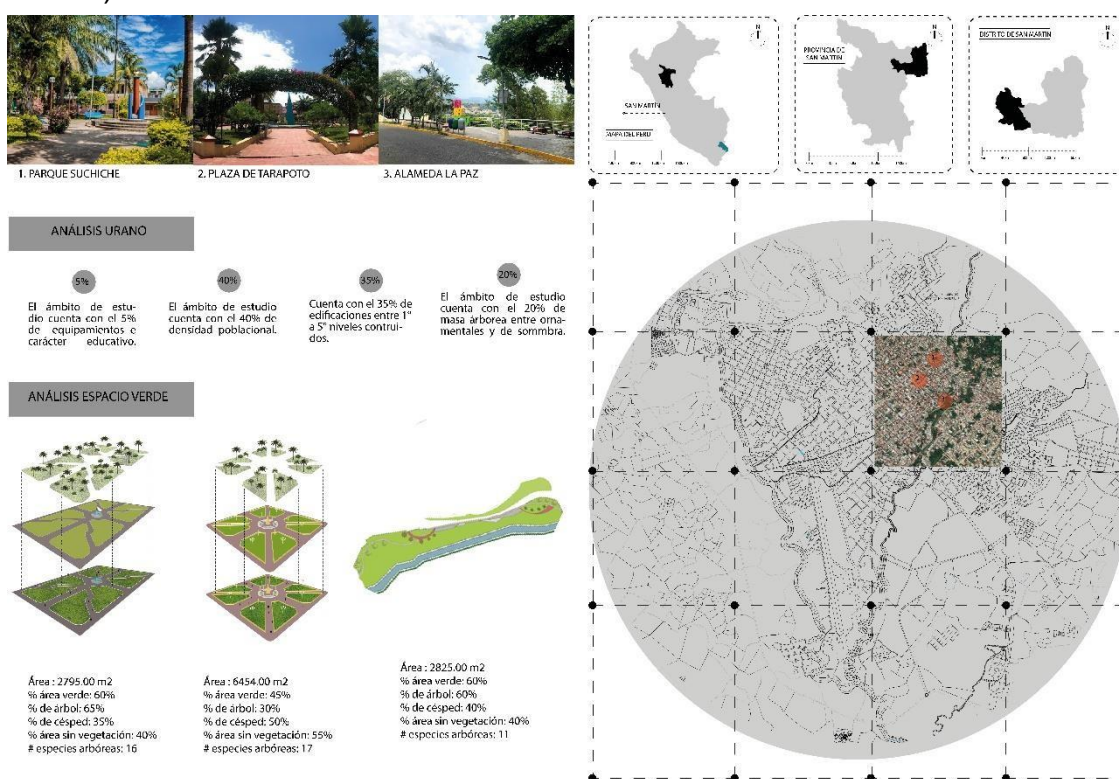 1. PARQUE SUCHICHE
2. PLAZA DE TARAPOTO
3. ALAMEDA LA PAZ
N
SAN MARTÍN
MAPA DEL PERÚ
N
PROVINCIA DE
SAN MARTIN
N
DISTRITO DE SAN MARTIN
ANÁLISIS URANO
5%
El ámbito de estu-
dio cuenta con el 5%
de equipamientos e
carácter educativo.
40%
El ámbito de estudio
cuenta con el 40% de
densidad poblacional.
35%
Cuenta con el 35% de
edificaciones entre 1°
a 5° niveles contrui-
dos.
20%
El ámbito de estudio
cuenta con el 20% de
masa árborea entre orna-
mentales y de sormbra.
ANÁLISIS ESPACIO VERDE
Área : 2795.00 m2
% área verde: 60%
% de árbol: 65%
% de césped: 35%
% área sin vegetación: 40%
# especies arbóreas: 16
Área : 6454.00 m2
% área verde: 45%
% de árbol: 30%
% de césped: 50%
% área sin vegetación: 55%
# especies arbóreas: 17
Área : 2825.00 m2
% área verde: 60%
% de árbol: 60%
% de césped: 40%
% área sin vegetación: 40%
# especies arbóreas: 11